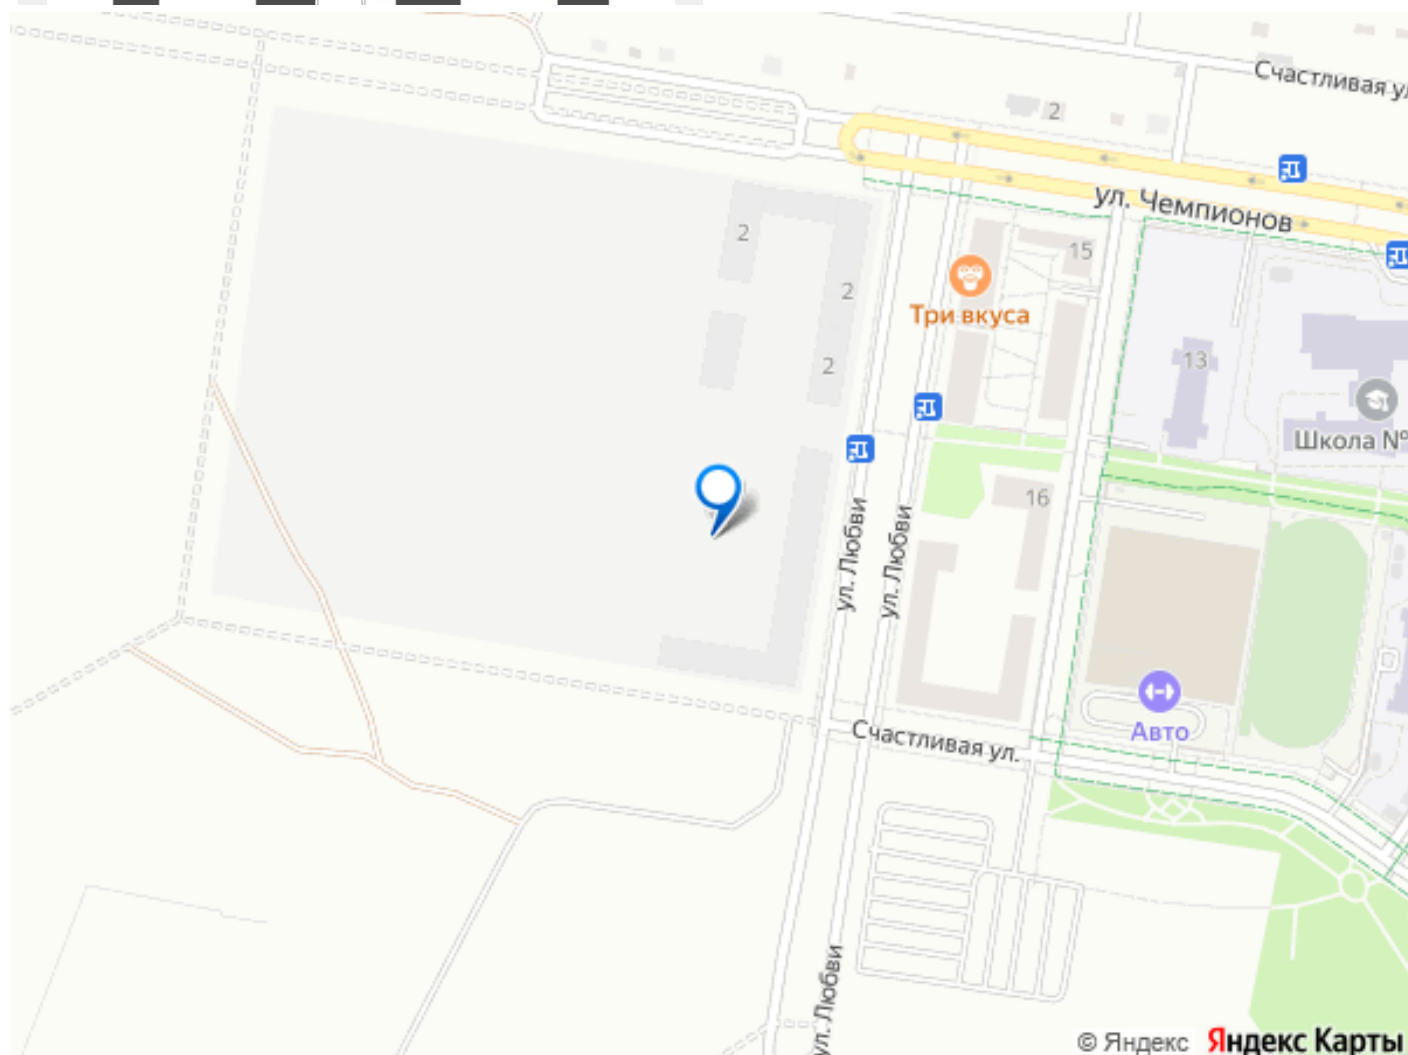 Счастливая ул
2
ул. Чемпионов
2
15
2
Три вкуса
2
13
Школа №
16
ул. Любви
ул. Любви
Авто
Счастливая ул.
ул. Любви
© Яндекс Яндекс Карты